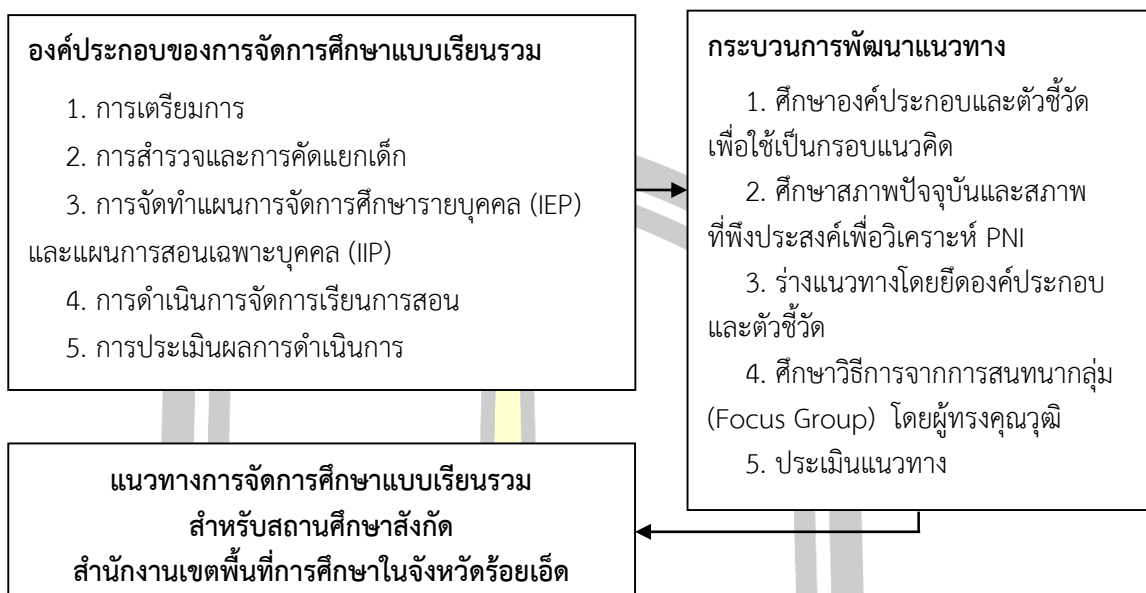 องค์ประกอบของการจัดการศึกษาแบบเรียนรวม
1. การเตรียมการ
2. การสำรวจและการคัดแยกเด็ก
3. การจัดทำแผนการจัดการศึกษารายบุคคล (IEP)
และแผนการสอนเฉพาะบุคคล (IIP)
4. การดำเนินการจัดการเรียนการสอน
5. การประเมินผลการดำเนินการ
กระบวนการพัฒนาแนวทาง
1. ศึกษาองค์ประกอบและตัวชี้วัด
เพื่อใช้เป็นกรอบแนวคิด
2. ศึกษาสภาพปัจจุบันและสภาพ
ที่พึงประสงค์เพื่อวิเคราะห์ PNI
3. ร่างแนวทางโดยยึดองค์ประกอบ
และตัวชี้วัด
4. ศึกษาวิธีการจากการสนทนากลุ่ม
(Focus Group) โดยผู้ทรงคุณวุฒิ
5. ประเมินแนวทาง
แนวทางการจัดการศึกษาแบบเรียนรวม
สำหรับสถานศึกษาสังกัด
สำนักงานเขตพื้นที่การศึกษาในจังหวัดร้อยเอ็ด